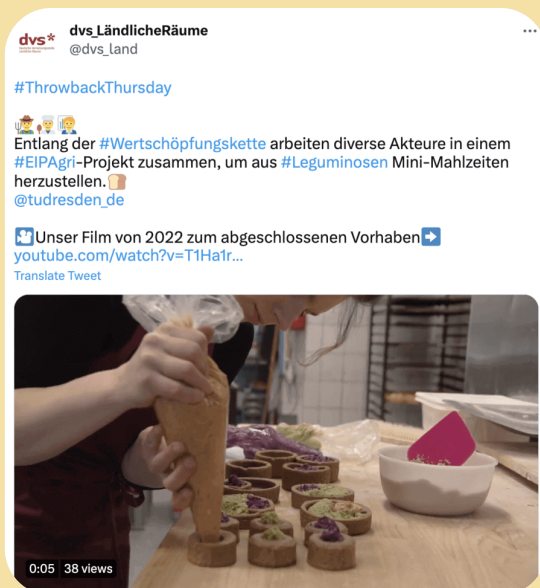 dvs*
dvs_LändlicheRäume
@dvs_land
#ThrowbackThursday
Entlang der #Wertschöpfungskette arbeiten diverse Akteure in einem
#EIPAgri-Projekt zusammen, um aus #Leguminosen Mini-Mahlzeiten
herzustellen.
@tudresden_de
Unser Film von 2022 zum abgeschlossenen Vorhaben
youtube.com/watch?v=T1Ha1r...
Translate Tweet
0:05 38 views